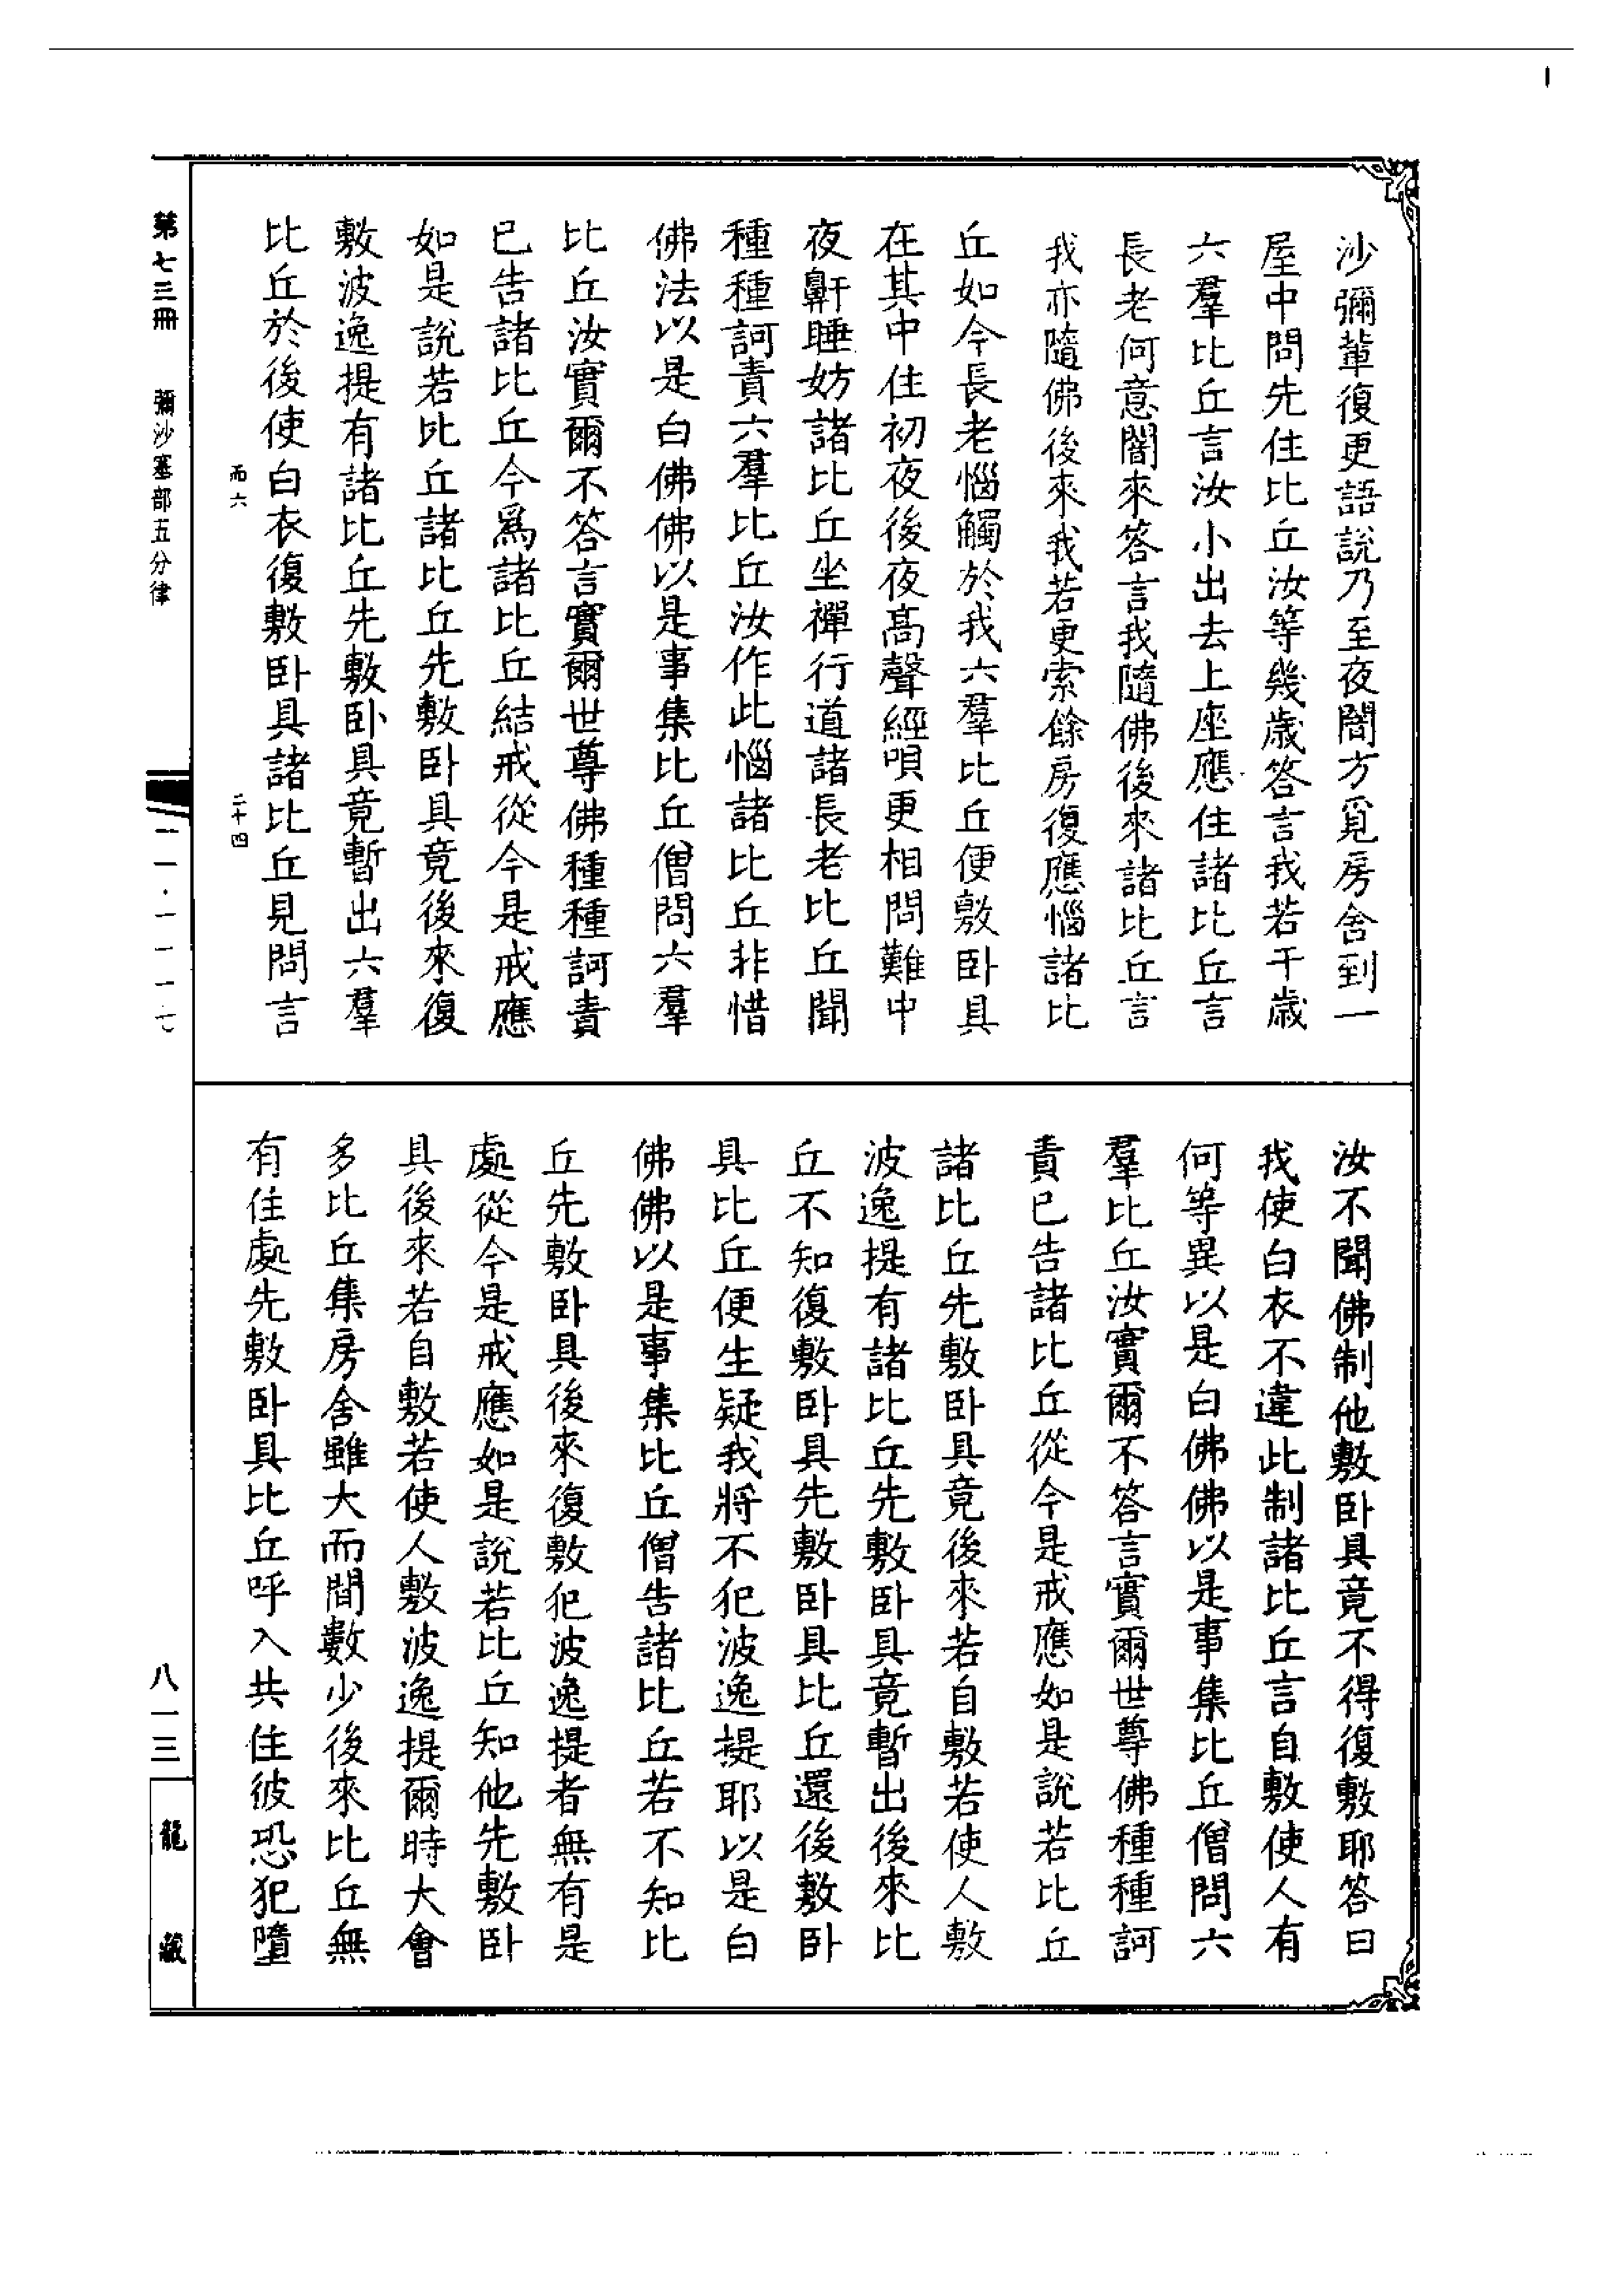 沙彌輩復更語說乃至夜闇方覓房舍到一
屋中問先住比丘汝等幾歲答言我若干歲
六羣比丘言汝小出去上座應住諸比丘言
長老何意闇來答言我隨佛後來諸比丘言
我亦隨佛後來我若更索餘房復應惱諸比
丘如今長老惱觸於我六羣比丘便敷臥具
在其中住初夜後夜高聲經唄更相問難中
夜鼾睡妨諸比丘坐禪行道諸長老比丘聞
種種訶責六羣比丘汝作此惱諸比丘非惜
佛法以是白佛佛以是事集比丘僧問六羣
比丘汝實爾不答言實爾世尊佛種種訶責
已告諸比丘今為諸比丘結戒從今是戒應
如是說若比丘諸比丘先敷臥具竟後來復
敷波逸提有諸比丘先敷臥具竟暫出六羣
比丘於後使白衣復敷臥具諸比丘見問言
汝不聞佛制他敷臥具竟不得復敷耶答曰
我使白衣不違此制諸比丘言自敷使人有
何等異以是白佛佛以是事集比丘僧問六
羣比丘汝實爾不答言實爾世尊佛種種訶
責已告諸比丘從今是戒應如是說若比丘
諸比丘先敷臥具竟後來若自敷若使人敷
波逸提有諸比丘先敷臥具竟暫出後來比
丘不知復敷臥具先敷臥具比丘還後敷臥
具比丘便生疑我將不犯波逸提耶以是白
佛佛以是事集比丘僧告諸比丘若不知比
丘先敷臥具後來復敷犯波逸提者無有是
處從今是戒應如是說若比丘知他先敷臥
具後來若自敷若使人敷波逸提爾時大會
多比丘集房舍雖大而間數少後來比丘無
有住處先敷臥具比丘呼入共住彼恐犯墮
而六
二十四
第七三冊
彌沙塞部五分律
一一·一一一七
八一三
龍藏